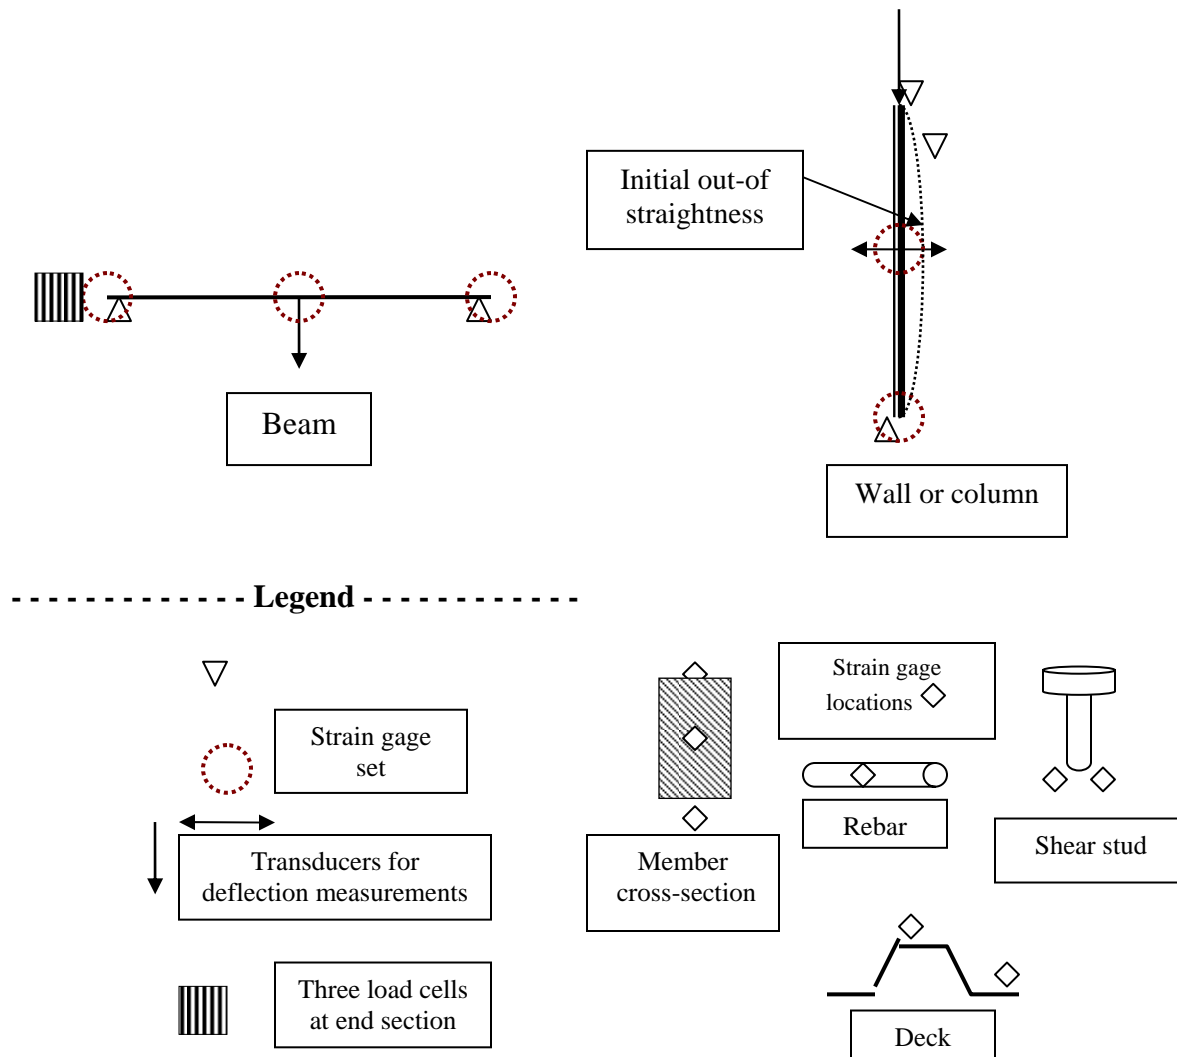 Initial out-of
straightness
Beam
Wall or column
- - - - - - - - - - - - - Legend - - - - - - - - - - - -
Strain gage
set
Transducers for
deflection measurements
Three load cells
at end section
Strain gage
locations
Member
cross-section
Rebar
Shear stud
Deck